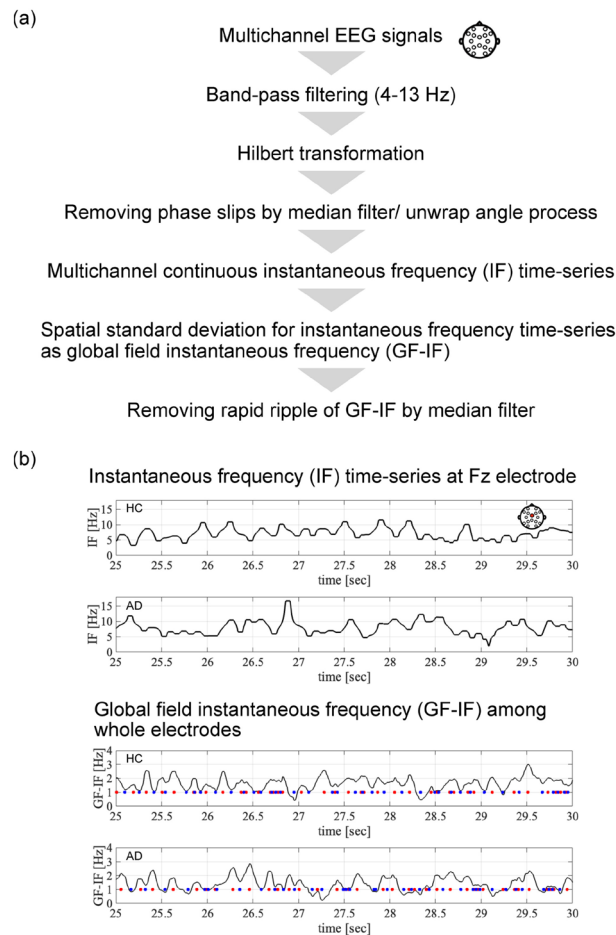 (a)
Multichannel EEG signals
Band-pass filtering (4-13 Hz)
Hilbert transformation
Removing phase slips by median filter/ unwrap angle process
Multichannel continuous instantaneous frequency (IF) time-series
Spatial standard deviation for instantaneous frequency time-series
as global field instantaneous frequency (GF-IF)
Removing rapid ripple of GF-IF by median filter
(b)
Instantaneous frequency (IF) time-series at Fz electrode
HC
IF [Hz]
15
10
5
0
25 25.5 26 26.5 27 27.5 28 28.5 29 29.5 30
time [sec]
AD
IF [Hz]
15
10
5
0
25 25.5 26 26.5 27 27.5 28 28.5 29 29.5 30
time [sec]
Global field instantaneous frequency (GF-IF) among
whole electrodes
HC
GF-IF [Hz]
4
3
2
1
0
25 25.5 26 26.5 27 27.5 28 28.5 29 29.5 30
time [sec]
AD
GF-IF [Hz]
4
3
2
1
0
25 25.5 26 26.5 27 27.5 28 28.5 29 29.5 30
time [sec]